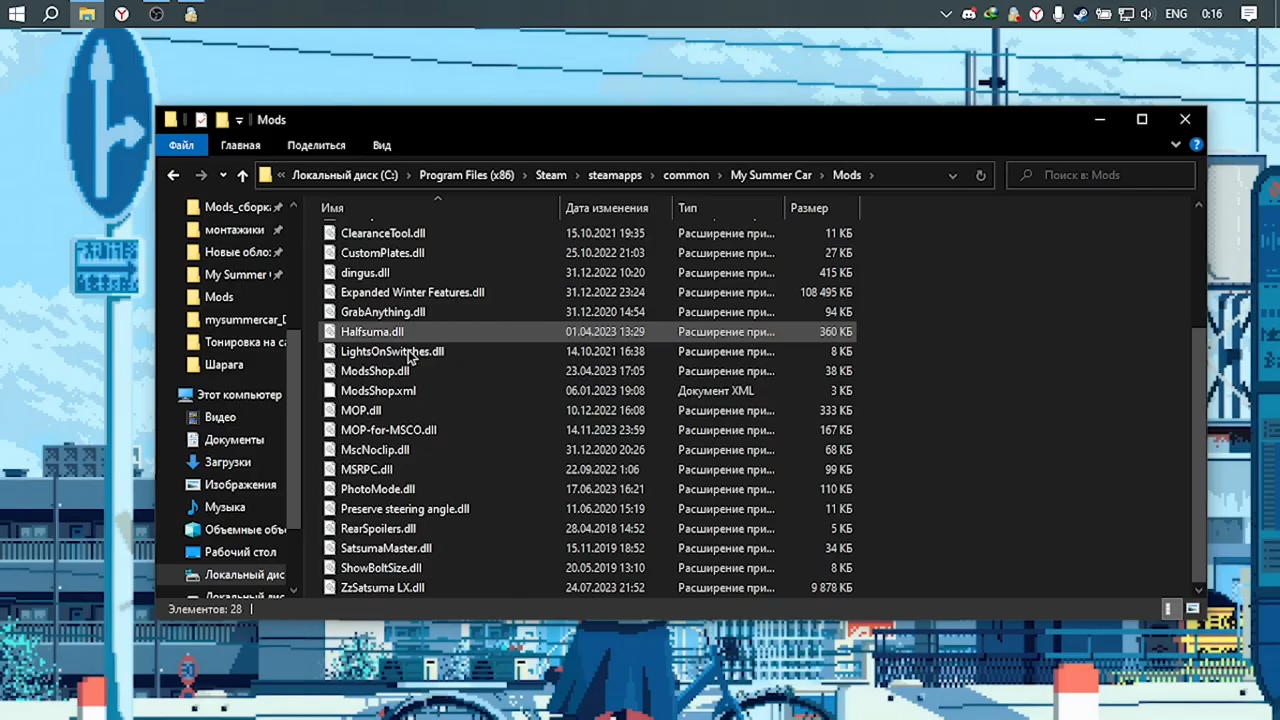 ENG 0:16
Mods
Файл Главная Поделиться Вид
« Локальный диск (C:) › Program Files (x86) › Steam › steamapps › common › My Summer Car › Mods ›
Поиск в: Mods
Mods_сборка
монтажики
Новые обло:
My Summer
Mods
mysummercar_D
Тонировка на са
Шарага
Этот компьютер
Видео
Документы
Загрузки
Изображения
Музыка
Объемные объ
Рабочий стол
Локальный дис
Имя Дата изменения Тип Размер
ClearanceTool.dll 15.10.2021 19:35 Расширение при... 11 КБ
CustomPlates.dll 25.10.2022 21:03 Расширение при... 27 КБ
dingus.dll 31.12.2022 10:20 Расширение при... 415 КБ
Expanded Winter Features.dll 31.12.2022 23:24 Расширение при... 108 495 КБ
GrabAnything.dll 31.12.2020 14:54 Расширение при... 94 КБ
Halfsuma.dll 01.04.2023 13:29 Расширение при... 360 КБ
LightsOnSwitches.dll 14.10.2021 16:38 Расширение при... 8 КБ
ModsShop.dll 23.04.2023 17:05 Расширение при... 38 КБ
ModsShop.xml 06.01.2023 19:08 Документ XML 3 КБ
MOP.dll 10.12.2022 16:08 Расширение при... 333 КБ
MOP-for-MSCO.dll 14.11.2023 23:59 Расширение при... 167 КБ
MscNoclip.dll 31.12.2020 20:26 Расширение при... 68 КБ
MSRPC.dll 22.09.2022 1:06 Расширение при... 99 КБ
PhotoMode.dll 17.06.2023 16:21 Расширение при... 110 КБ
Preserve steering angle.dll 11.06.2020 15:19 Расширение при... 11 КБ
RearSpoilers.dll 28.04.2018 14:52 Расширение при... 5 КБ
SatsumaMaster.dll 15.11.2019 18:52 Расширение при... 34 КБ
ShowBoltSize.dll 20.05.2019 13:10 Расширение при... 8 КБ
ZzSatsuma LX.dll 24.07.2023 21:52 Расширение при... 9 878 КБ
Элементов: 28